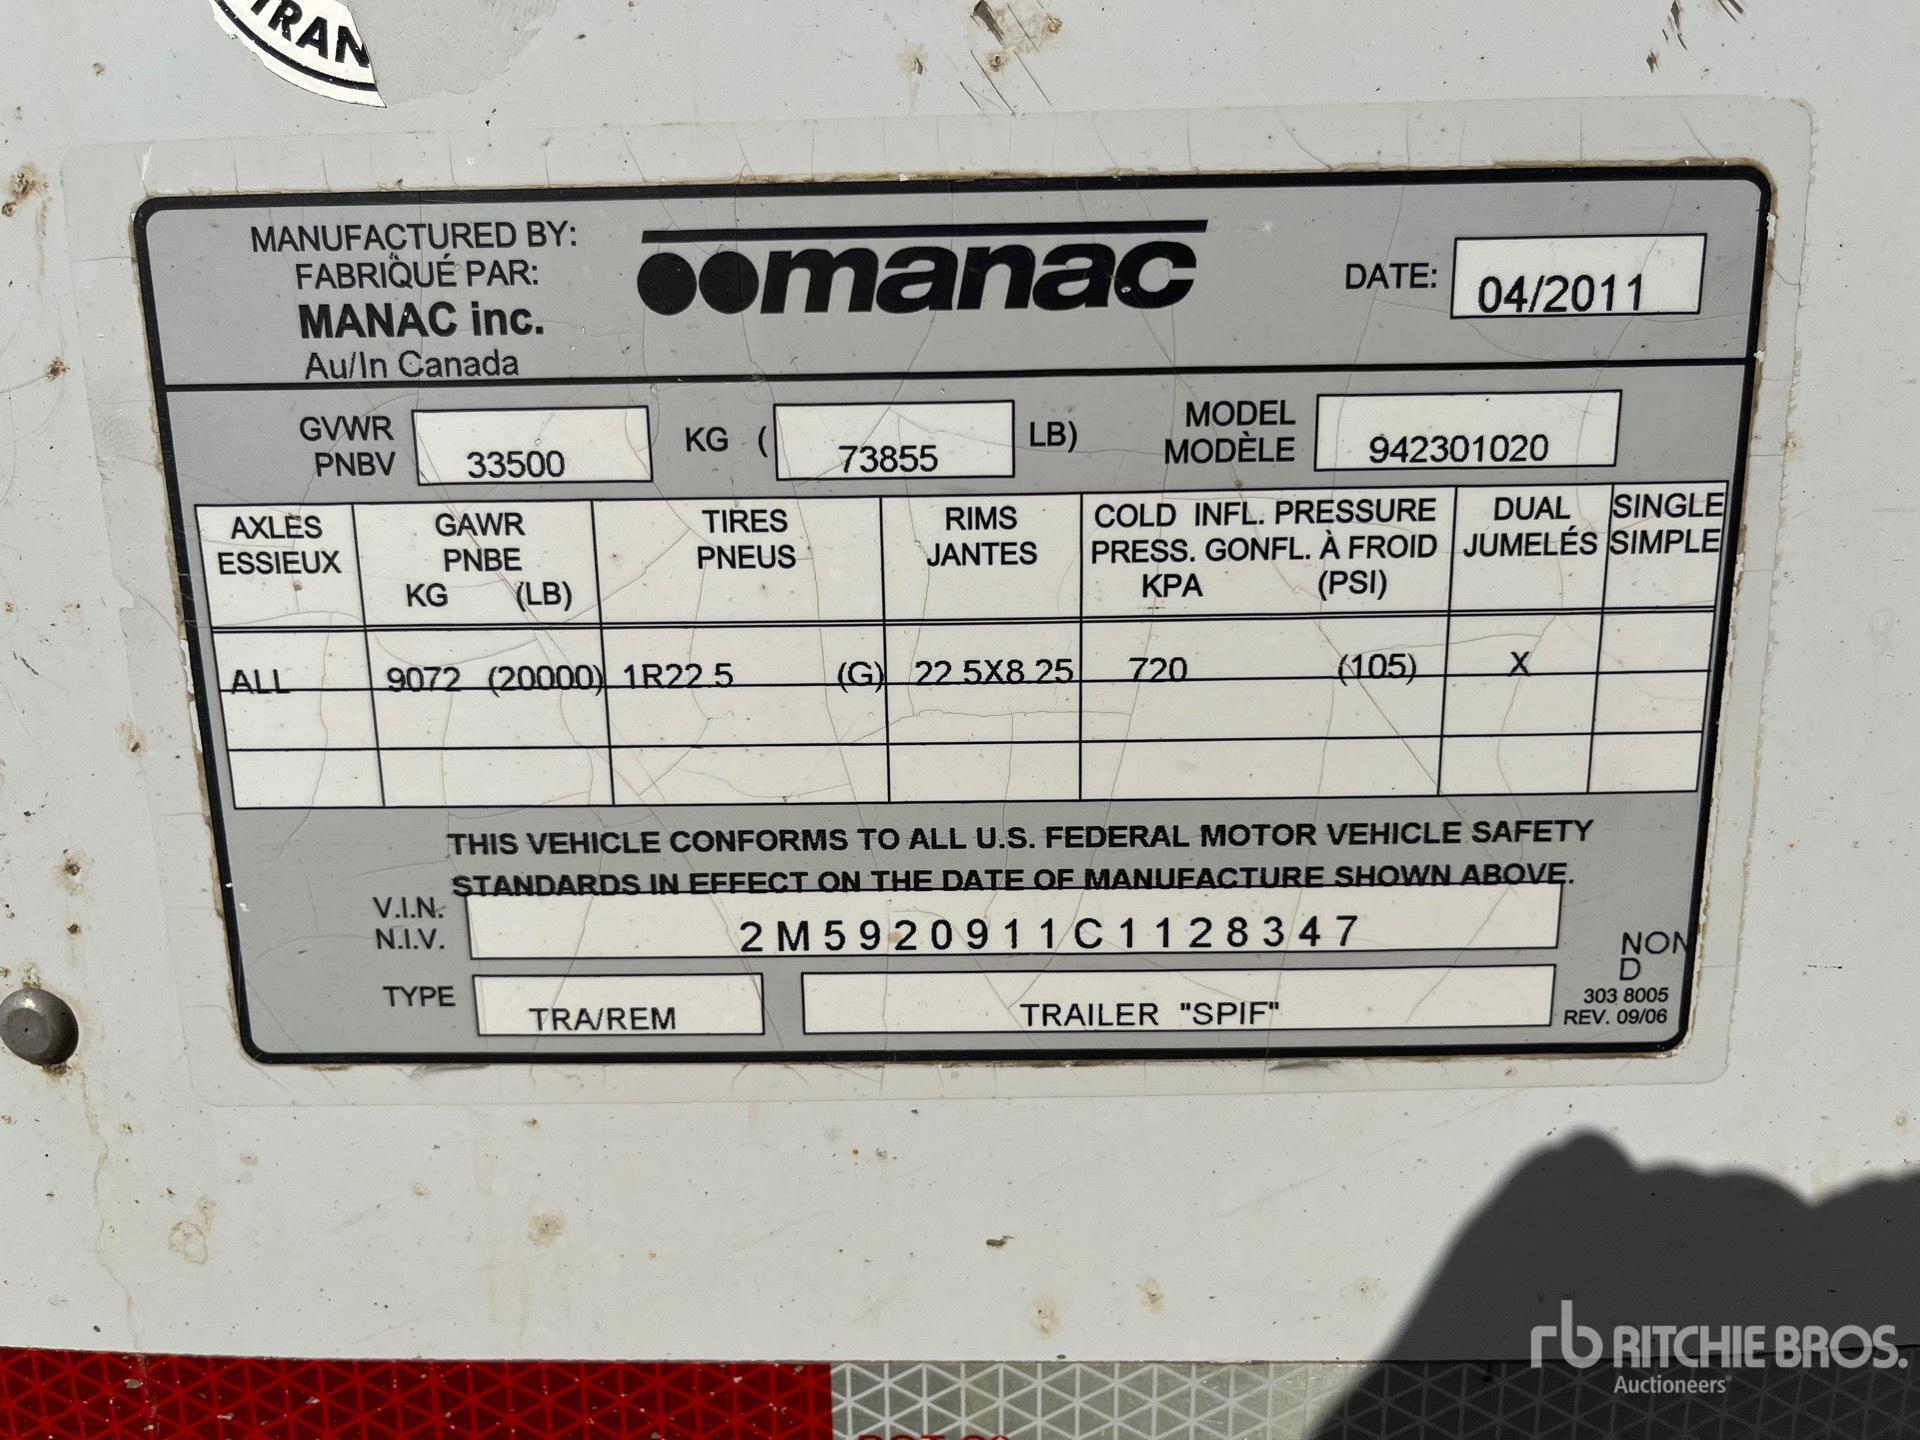 TRAN
MANUFACTURED BY:
FABRIQUÉ PAR:
MANAC inc.
Au/In Canada
manac
DATE: 04/2011
GVWR
PNBV
33500 KG ( 73855 LB)
MODEL
MODÈLE
942301020
AXLES
ESSIEUX
GAWR
PNBE
KG (LB)
TIRES
PNEUS
RIMS
JANTES
COLD INFL. PRESSURE
PRESS. GONFL. À FROID
KPA (PSI)
DUAL
JUMELÉS
SINGLE
SIMPLE
ALL 9072 (20000) 1R22.5 (G) 22.5X8.25 720 (105) X
THIS VEHICLE CONFORMS TO ALL U.S. FEDERAL MOTOR VEHICLE SAFETY
STANDARDS IN EFFECT ON THE DATE OF MANUFACTURE SHOWN ABOVE.
V.I.N.
N.I.V.
2M5920911C1128347
NON
D
TYPE TRA/REM TRAILER "SPIF"
303 8005
REV. 09/06
rb RITCHIE BROS.
Auctioneers